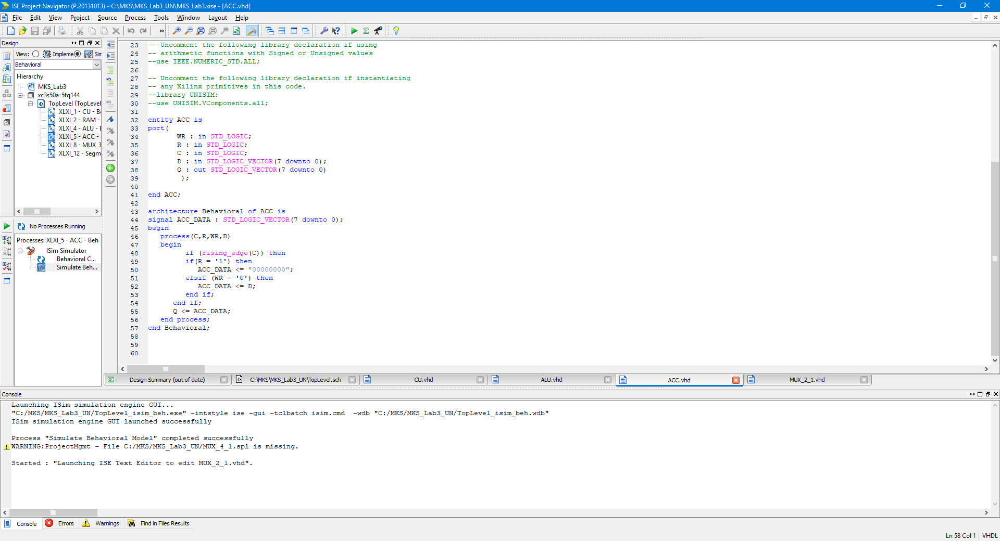 ISE Project Navigator (P.20131013) - C:\MKS\MKS_Lab3_UN\MKS_Lab3.xise - [ACC.vhd]
File Edit View Project Source Process Tools Window Layout Help
Design
View: Impleme Sim
Behavioral
Hierarchy
MKS_Lab3
xc3s50a-5tq144
TopLevel (TopLevel
XLXI_1 - CU - Be
XLXI_2 - RAM -
XLXI_4 - ALU - E
XLXI_5 - ACC -
XLXI_8 - MUX_3
XLXI_12 - Segm
No Processes Running
Processes: XLXI_5 - ACC - Beh
ISim Simulator
Behavioral C...
Simulate Beh...
23 -- Uncomment the following library declaration if using
24 -- arithmetic functions with Signed or Unsigned values
25 --use IEEE.NUMERIC_STD.ALL;
26
27 -- Uncomment the following library declaration if instantiating
28 -- any Xilinx primitives in this code.
29 --library UNISIM;
30 --use UNISIM.VComponents.all;
31
32 entity ACC is
33 port(
34 WR : in STD_LOGIC;
35 R : in STD_LOGIC;
36 C : in STD_LOGIC;
37 D : in STD_LOGIC_VECTOR(7 downto 0);
38 Q : out STD_LOGIC_VECTOR(7 downto 0)
39 );
40
41 end ACC;
42
43 architecture Behavioral of ACC is
44 signal ACC_DATA : STD_LOGIC_VECTOR(7 downto 0);
45 begin
46 process(C,R,WR,D)
47 begin
48 if (rising_edge(C)) then
49 if(R = '1') then
50 ACC_DATA <= "00000000";
51 elsif (WR = '0') then
52 ACC_DATA <= D;
53 end if;
54 end if;
55 Q <= ACC_DATA;
56 end process;
57 end Behavioral;
58
59
60
Design Summary (out of date) C:\MKS\MKS_Lab3_UN\TopLevel.sch CU.vhd ALU.vhd ACC.vhd MUX_2_1.vhd
Console
Launching ISim simulation engine GUI...
"C:/MKS/MKS_Lab3_UN/TopLevel_isim_beh.exe" -intstyle ise -gui -tclbatch isim.cmd -wdb "C:/MKS/MKS_Lab3_UN/TopLevel_isim_beh.wdb"
ISim simulation engine GUI launched successfully
Process "Simulate Behavioral Model" completed successfully
WARNING:ProjectMgmt - File C:/MKS/MKS_Lab3_UN/MUX_4_1.spl is missing.
Started : "Launching ISE Text Editor to edit MUX_2_1.vhd".
Console Errors Warnings Find in Files Results
Ln 58 Col 1 VHDL